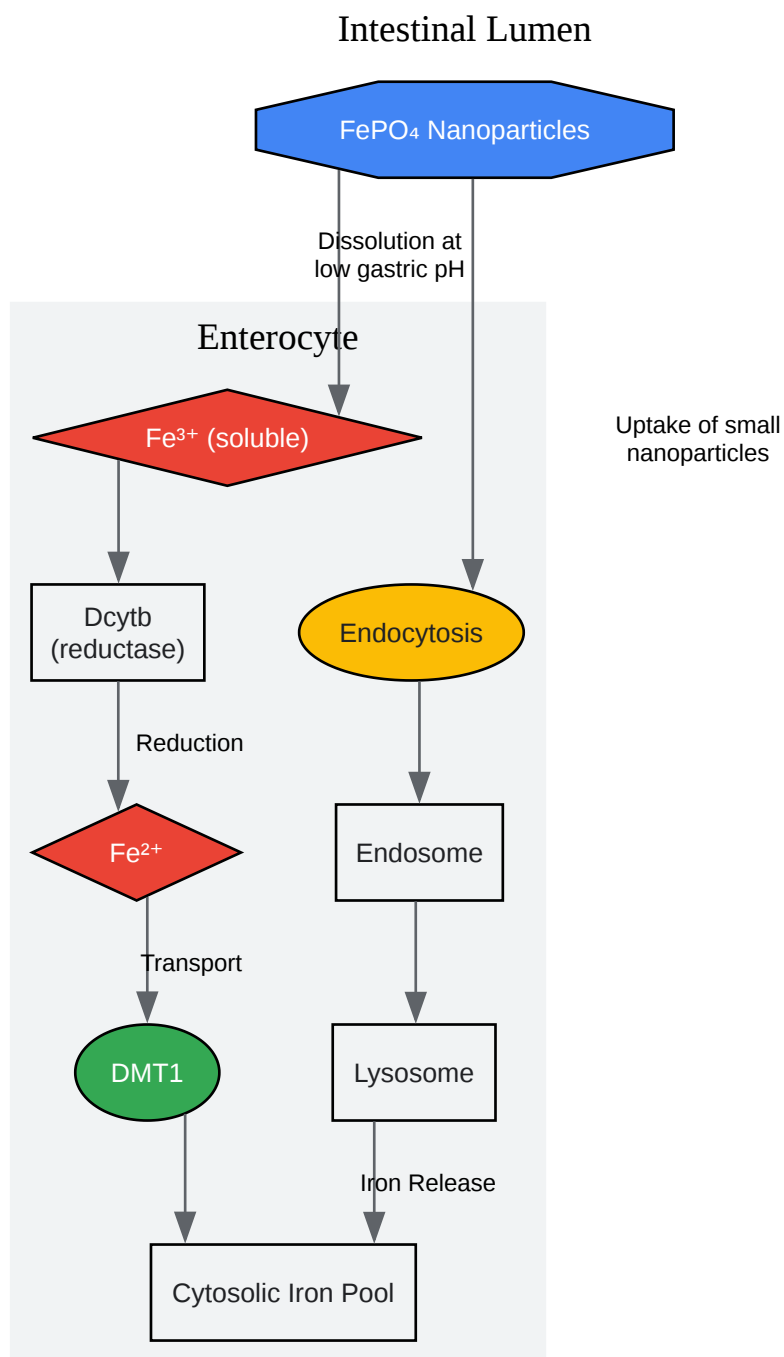 Intestinal Lumen
FePO₄ Nanoparticles
Dissolution at
low gastric pH
Enterocyte
Uptake of small
nanoparticles
Fe³⁺ (soluble)
Dcytb
(reductase)
Endocytosis
Reduction
Fe²⁺
Endosome
Transport
DMT1
Lysosome
Iron Release
Cytosolic Iron Pool